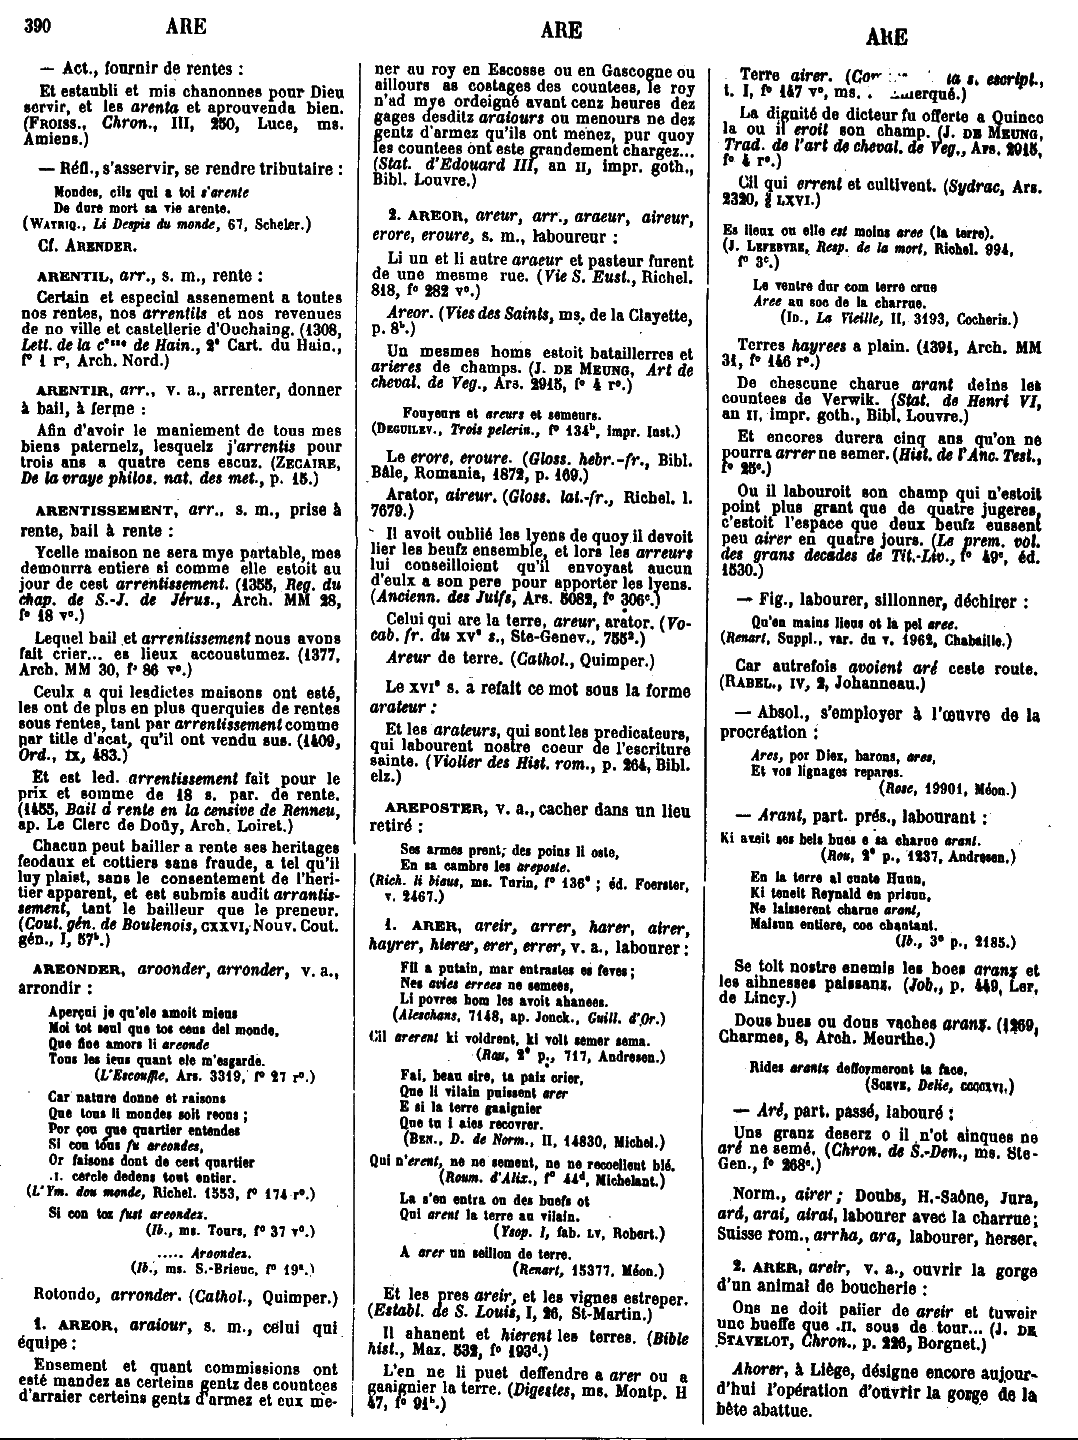 390
ARE
ARE
ARE
— Act., fournir de rentes :
Et estaubli et mis chanonnes pour Dieu
servir, et les arenta et aprouvenda bien.
(FROISS., Chron., III, 250, Luce, ms.
Amiens.)
— Réfl., s'asservir, se rendre tributaire :
Mondes, cils qui a toi s'arente
De dure mort sa vie arente.
(WATRIQ., Li Despis du monde, 67, Scheler.)
Cf. ARENDER.
ARENTIL, arr., s. m., rente :
Certain et especial assenement a toutes
nos rentes, nos arrentils et nos revenues
de no ville et castellerie d'Ouchaing. (1308,
Lett. de la ctesse de Hain., 2e Cart. du Hain.,
f° 1 r°, Arch. Nord.)
ARENTIR, arr., v. a., arrenter, donner
à bail, à ferme :
Afin d'avoir le maniement de tous mes
biens paternelz, lesquelz j'arrentis pour
trois ans a quatre cens escuz. (ZECAIRE,
De la vraye philos. nat. des met., p. 15.)
ARENTISSEMENT, arr., s. m., prise à
rente, bail à rente :
Ycelle maison ne sera mye partable, mes
demourra entiere si comme elle estoit au
jour de cest arrentissement. (1355, Reg. du
chap. de S.-J. de Jérus., Arch. MM 28,
f° 18 v°.)
Lequel bail et arrentissement nous avons
fait crier... es lieux accoustumez. (1377,
Arch. MM 30, f° 86 v°.)
Ceulx a qui lesdictes maisons ont esté,
les ont de plus en plus querquies de rentes
sous rentes, tant par arrentissement comme
par title d'acat, qu'il ont vendu sus. (1409,
Ord., IX, 483.)
Et est led. arrentissement fait pour le
prix et somme de 18 s. par. de rente.
(1455, Bail à rente en la censive de Renneu,
ap. Le Clerc de Doüy, Arch. Loiret.)
Chacun peut bailler a rente ses heritages
feodaux et cottiers sans fraude, a tel qu'il
luy plaist, sans le consentement de l'heri-
tier apparent, et est submis audit arrantis-
sement, tant le bailleur que le preneur.
(Cout. gén. de Boulenois, CXXVI, Nouv. Cout.
gén., I, 57b.)
AREONDER, aroonder, arronder, v. a.,
arrondir :
Aperçui je qu'ele amoit miens
Moi tot seul que tos cens del monde,
Que fine amors li areonde
Tous les iens quant ele m'esgarde.
(L'Escouffle, Ars. 3319, f° 27 r°.)
Car nature donne et raisons
Que tous li mondes soit reons ;
Por çou que quartier entendes
Si con tous fu areondes,
Or faisons dont de cest quartier
.I. cercle dedens tout entier.
(L'Ym. dou monde, Richel. 1553, f° 174 r°.)
Si con toz fust areondez.
(Ib., ms. Tours, f° 37 v°.)
..... Aroondez.
(Ib., ms. S.-Brieuc, f° 19a.)
Rotondo, arronder. (Cathol., Quimper.)
1. AREOR, araiour, s. m., celui qui
équipe :
Ensement et quant commissions ont
esté mandez as certeins gentz des countees
d'arraier certeins gentz d'armez et eux me-
ner au roy en Escosse ou en Gascogne ou
ailours as costages des countees, le roy
n'ad mye ordeigné avant cenz heures dez
gages desditz araiours ou menours ne dez
gentz d'armez qu'ils ont menez, pur quoy
les countees ont este grandement chargez...
(Stat. d'Edouard III, an II, impr. goth.,
Bibl. Louvre.)
2. AREOR, areur, arr., araeur, aireur,
erore, eroure, s. m., laboureur :
Li un et li autre araeur et pasteur furent
de une mesme rue. (Vie S. Eust., Richel.
818, f° 282 v°.)
Areor. (Vies des Saints, ms. de la Clayette,
p. 8b.)
Un mesmes homs estoit bataillerres et
arieres de champs. (J. DE MEUNG, Art de
cheval. de Veg., Ars. 2915, f° 4 r°.)
Fouyeurs et areurs et semeurs.
(DEGUILEV., Trois pelerin., f° 134b, impr. Inst.)
Le erore, eroure. (Gloss. hebr.-fr., Bibl.
Bâle, Romania, 1872, p. 169.)
Arator, aireur. (Gloss. lat.-fr., Richel. l.
7679.)
Il avoit oublié les lyens de quoy il devoit
lier les beufz ensemble, et lors les arreurs
lui conseilloient qu'il envoyast aucun
d'eulx a son pere pour apporter les lyens.
(Ancienn. des Juifs, Ars. 5082, f° 306c.)
Celui qui are la terre, areur, arator. (Vo-
cab. fr. du XVe s., Ste-Genev., 7552.)
Areur de terre. (Cathol., Quimper.)
Le XVIe s. a refait ce mot sous la forme
arateur :
Et les arateurs, qui sont les predicateurs,
qui labourent nostre coeur de l'escriture
sainte. (Violier des Hist. rom., p. 264, Bibl.
elz.)
AREPOSTER, v. a., cacher dans un lieu
retiré :
Ses armes prent; des poins li oste,
En sa cambre les areposte.
(Rich. li biaus, ms. Turin, f° 136a ; éd. Foerster,
v. 2467.)
1. ARER, areir, arrer, harer, airer,
hayrer, hierer, erer, errer, v. a., labourer :
Fil a putain, mar entrastes es feves ;
Nes avies errees ne semees,
Li povres hom les avoit ahanees.
(Aleschans, 7148, ap. Jonck., Guill. d'Or.)
Cil arerent ki voldrent, ki volt semer sema.
(Rou, 2e p., 717, Andresen.)
Fai, beau sire, ta paix crier,
Que li vilain puissent arer
E si la terre gaaignier
Que tu i aies recovrer.
(BEN., D. de Norm., II, 14830, Michel.)
Qui n'erent, ne ne sement, ne ne recoellent blé.
(Roum. d'Alix., f° 44d, Michelant.)
La s'en entra ou des buefs ot
Qui arent la terre au vilain.
(Ysop. I, fab. LV, Robert.)
A arer un seillon de terre.
(Renart, 15377, Méon.)
Et les pres areir, et les vignes estreper.
(Establ. de S. Louis, I, 26, St-Martin.)
Il ahanent et hierent les terres. (Bible
hist., Maz. 532, f° 193d.)
L'en ne li puet deffendre a arer ou a
gaaignier la terre. (Digestes, ms. Montp. H
47, f° 91b.)
Terre airer. (
s. escript.,
t. I, f° 147 v°, ms.
La dignité de dicteur fu offerte a Quinco
la ou il eroit son champ. (J. DE MEUNG,
Trad. de l'art de cheval. de Veg., Ars. 2915,
f° 4 r°.)
Cil qui errent et cultivent. (Sydrac, Ars.
2320, § LXVI.)
Es lieux ou elle est moins aree (la terre).
(J. LEFEBVRE, Resp. de la mort, Richel. 994,
f° 3c.)
Le ventre dur com terre crue
Aree au soc de la charrue.
(ID., La Vieille, II, 3193, Cocheris.)
Terres hayrees a plain. (1391, Arch. MM
31, f° 146 r°.)
De chescune charue arant deins les
countees de Verwik. (Stat. de Henri VI,
an II, impr. goth., Bibl. Louvre.)
Et encores durera cinq ans qu'on ne
pourra arrer ne semer. (Hist. de l'Anc. Test.,
f° 25c.)
Ou il labouroit son champ qui n'estoit
point plus grant que de quatre jugeres,
c'estoit l'espace que deux beufz eussent
peu airer en quatre jours. (Le prem. vol.
des grans decades de Tit.-Liv., f° 49c, éd.
1530.)
— Fig., labourer, sillonner, déchirer :
Qu'en mains lieus ot la pel aree.
(Renart, Suppl., var. du v. 1962, Chabaille.)
Car autrefois avoient aré ceste route.
(RABEL., IV, 2, Johanneau.)
— Absol., s'employer à l'œuvre de la
procréation :
Ares, por Diex, barons, ares,
Et vos lignages repares.
(Rose, 19901, Méon.)
— Arant, part. prés., labourant :
Ki aveit ses bels bues e sa charue arant.
(Rou, 2e p., 1237, Andresen.)
En la terre al cunte Hunn,
Ki teneit Reynald en prisun,
Ne laisserent charue arant,
Maisun entiere, coc chantant.
(Ib., 3e p., 2185.)
Se tolt nostre enemis les boes aranz et
les aihnesses paissanz. (Job., p. 449, Ler.
de Lincy.)
Dous bues ou dous vaches aranz. (1269,
Charmes, 8, Arch. Meurthe.)
Rides arants defformeront ta face.
(SCEVE, Delie, CCCCXVI.)
— Aré, part. passé, labouré :
Uns granz deserz o il n'ot ainques ne
aré ne semé. (Chron. de S.-Den., ms. Ste-
Gen., f° 268c.)
Norm., airer ; Doubs, H.-Saône, Jura,
arâ, arai, airai, labourer avec la charrue;
Suisse rom., arrha, ara, labourer, herser.
2. ARER, areir, v. a., ouvrir la gorge
d'un animal de boucherie :
Ons ne doit paiier de areir et tuweir
unc bueffe que .II. sous de tour... (J. DE
STAVELOT, Chron., p. 226, Borgnet.)
Ahorer, à Liège, désigne encore aujour-
d'hui l'opération d'ouvrir la gorge de la
bête abattue.